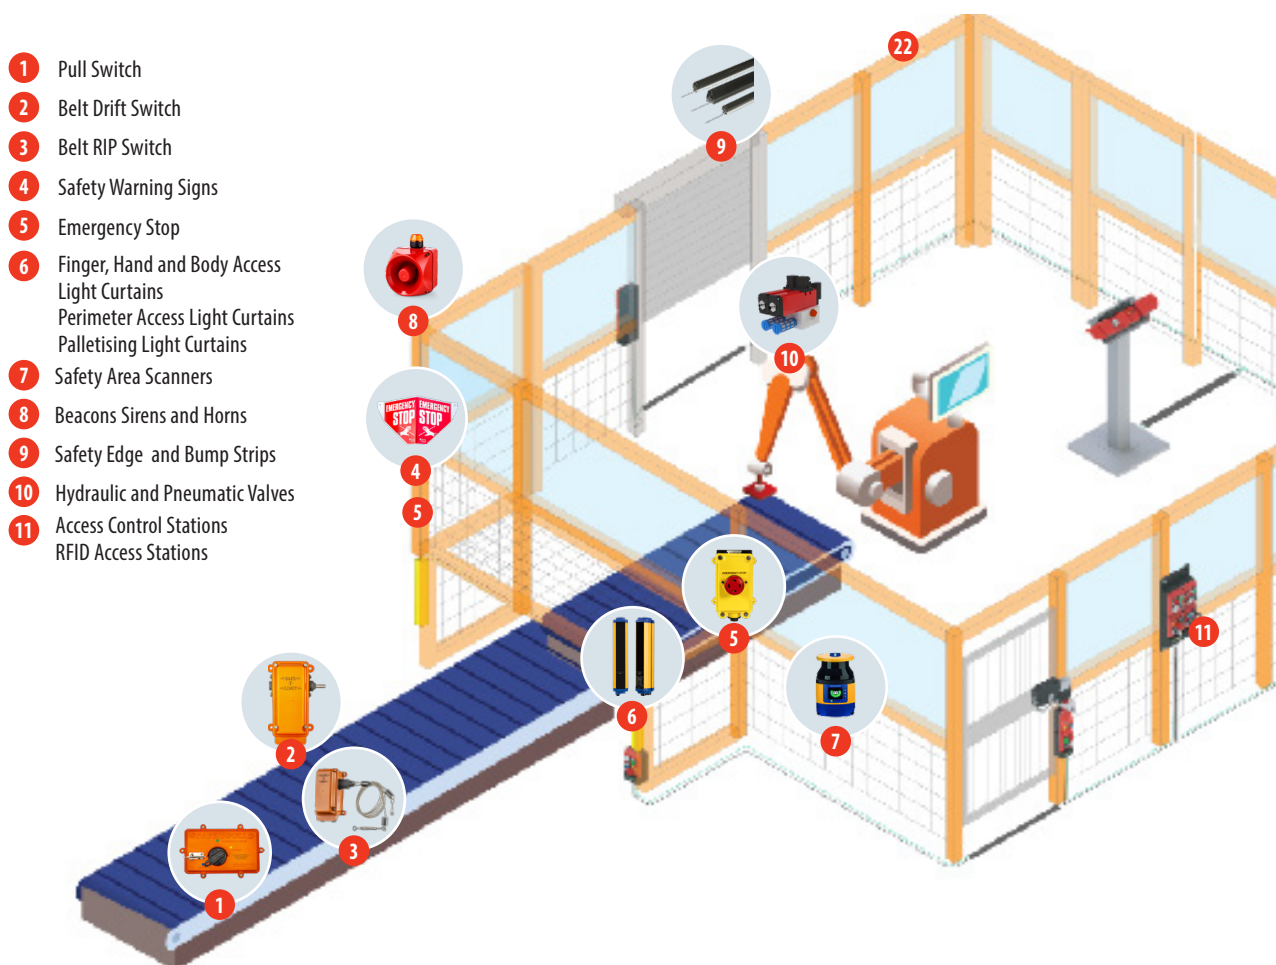 1 Pull Switch
2 Belt Drift Switch
3 Belt RIP Switch
4 Safety Warning Signs
5 Emergency Stop
6 Finger, Hand and Body Access
Light Curtains
Perimeter Access Light Curtains
Palletising Light Curtains
7 Safety Area Scanners
8 Beacons Sirens and Horns
9 Safety Edge and Bump Strips
10 Hydraulic and Pneumatic Valves
11 Access Control Stations
RFID Access Stations
22
9
8
10
EMERGENCY STOP
EMERGENCY STOP
4
5
5
11
6
7
2
3
1